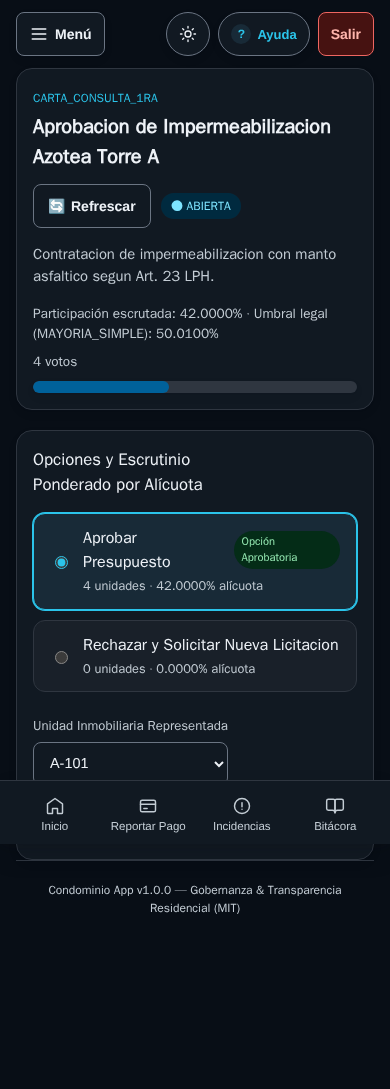 Menú
? Ayuda
Salir
CARTA_CONSULTA_1RA
Aprobacion de Impermeabilizacion
Azotea Torre A
Refrescar
ABIERTA
Contratacion de impermeabilizacion con manto
asfaltico segun Art. 23 LPH.
Participación escrutada: 42.0000% · Umbral legal
(MAYORIA_SIMPLE): 50.0100%
4 votos
Opciones y Escrutinio
Ponderado por Alícuota
Aprobar
Presupuesto
Opción
Aprobatoria
4 unidades · 42.0000% alícuota
Rechazar y Solicitar Nueva Licitacion
0 unidades · 0.0000% alícuota
Unidad Inmobiliaria Representada
A-101
Inicio
Reportar Pago
Incidencias
Bitácora
Condominio App v1.0.0 — Gobernanza & Transparencia
Residencial (MIT)